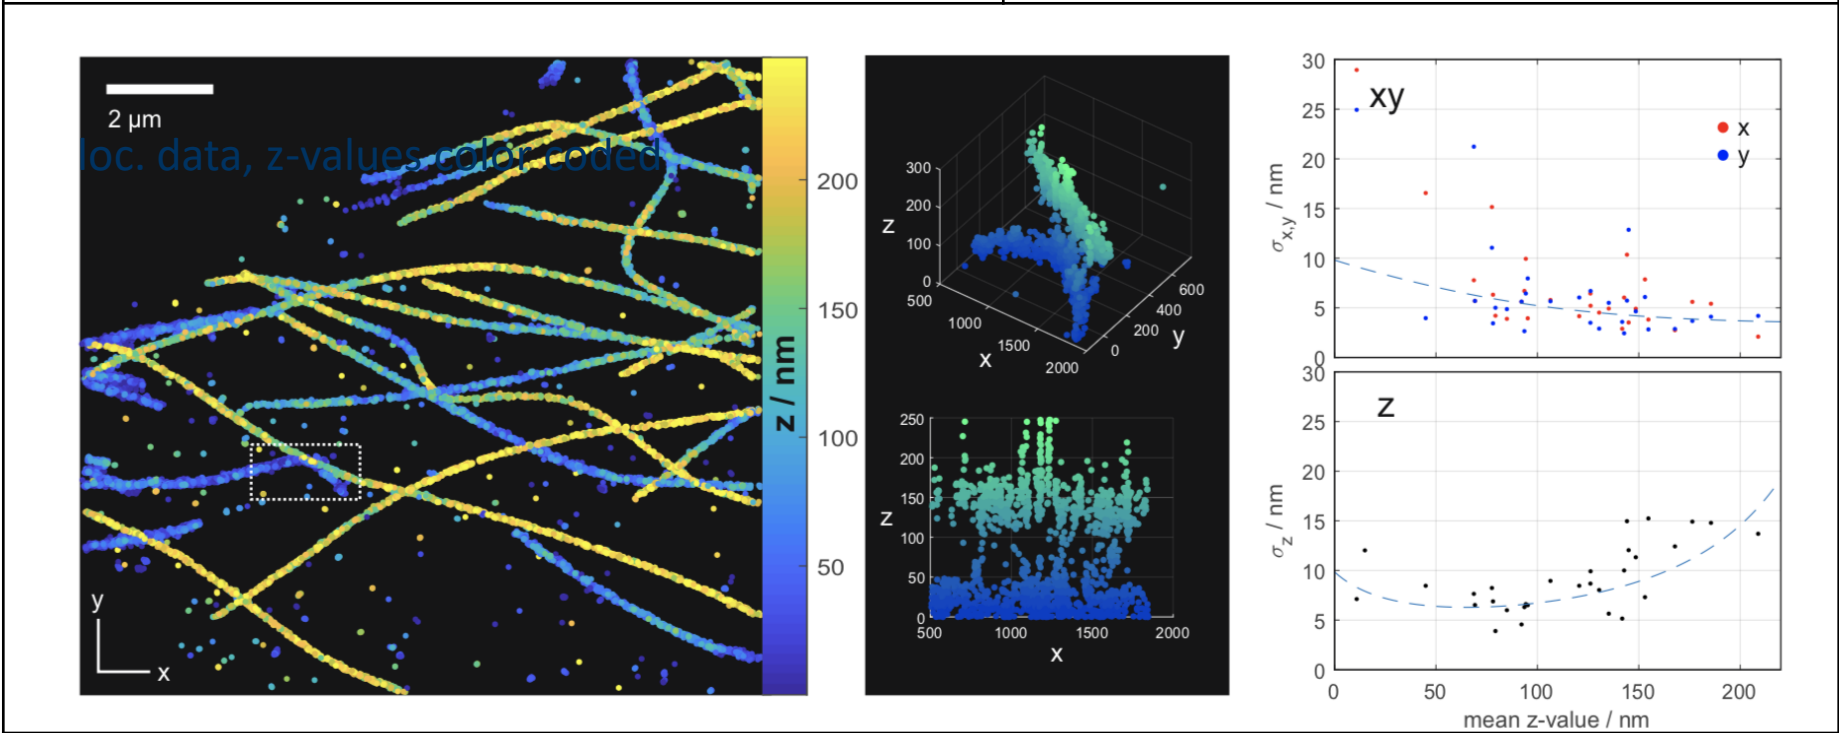 2 µm
loc. data, z-values color coded
200
150
100
50
z / nm
y
x
300
200
100
0
z
500
1000
1500
2000
x
0
200
400
600
y
250
200
150
100
50
0
z
500
1000
1500
2000
x
30
25
20
15
10
5
0
σx,y / nm
xy
x
y
30
25
20
15
10
5
0
σz / nm
z
0
50
100
150
200
mean z-value / nm